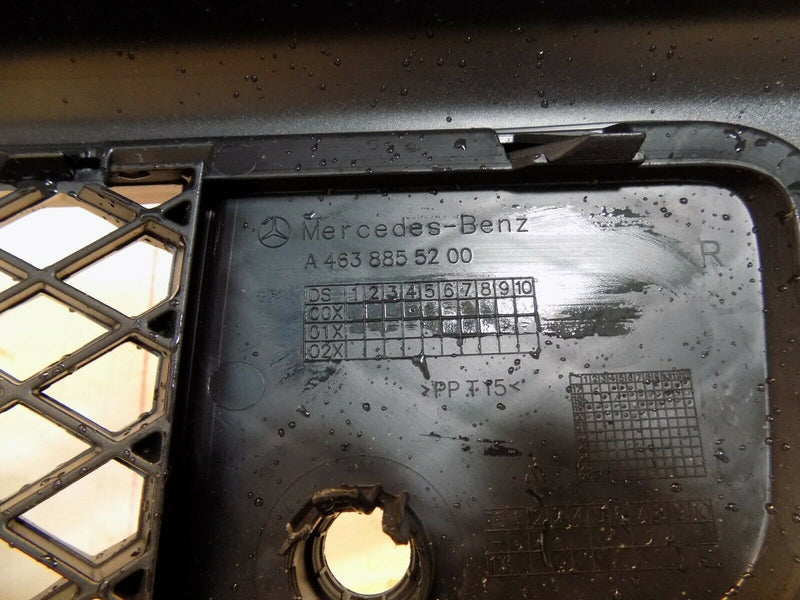 Mercedes-Benz
A 463 885 52 00
R
DS 1 2 3 4 5 6 7 8 9 10
00X
01X
02X
>PP T15<